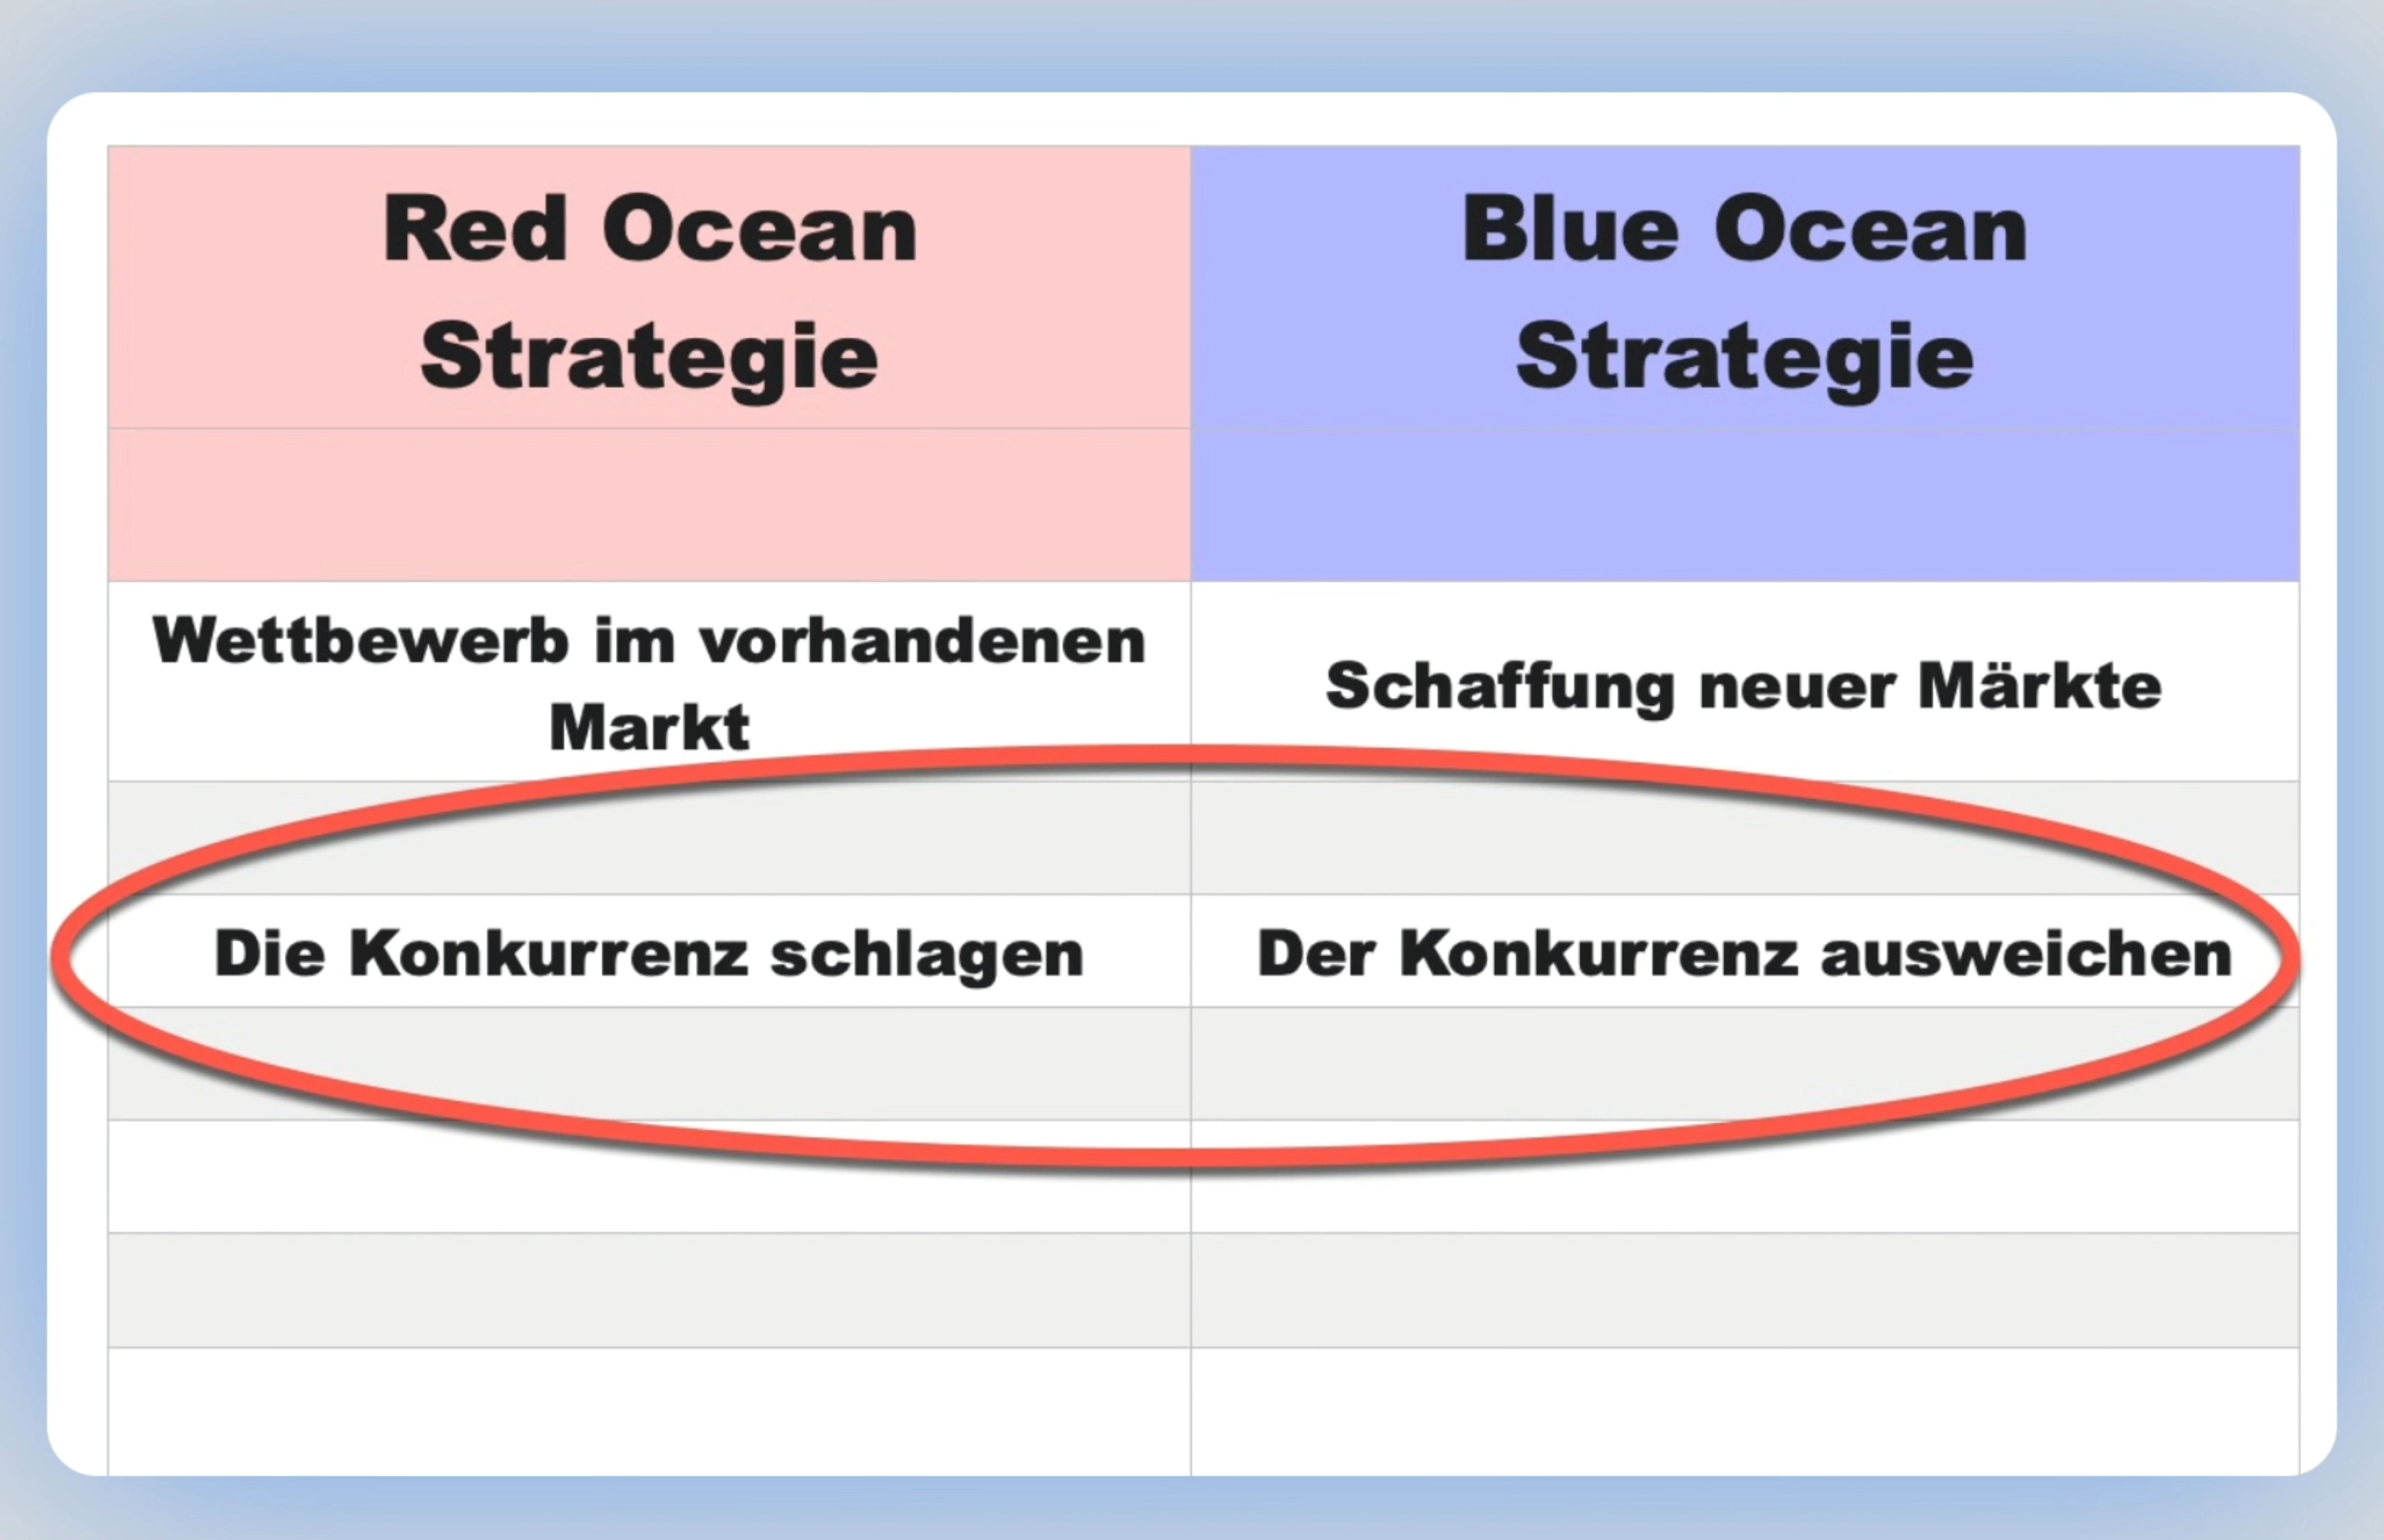 Red Ocean
Strategie
Blue Ocean
Strategie
Wettbewerb im vorhandenen
Markt
Schaffung neuer Märkte
Die Konkurrenz schlagen
Der Konkurrenz ausweichen